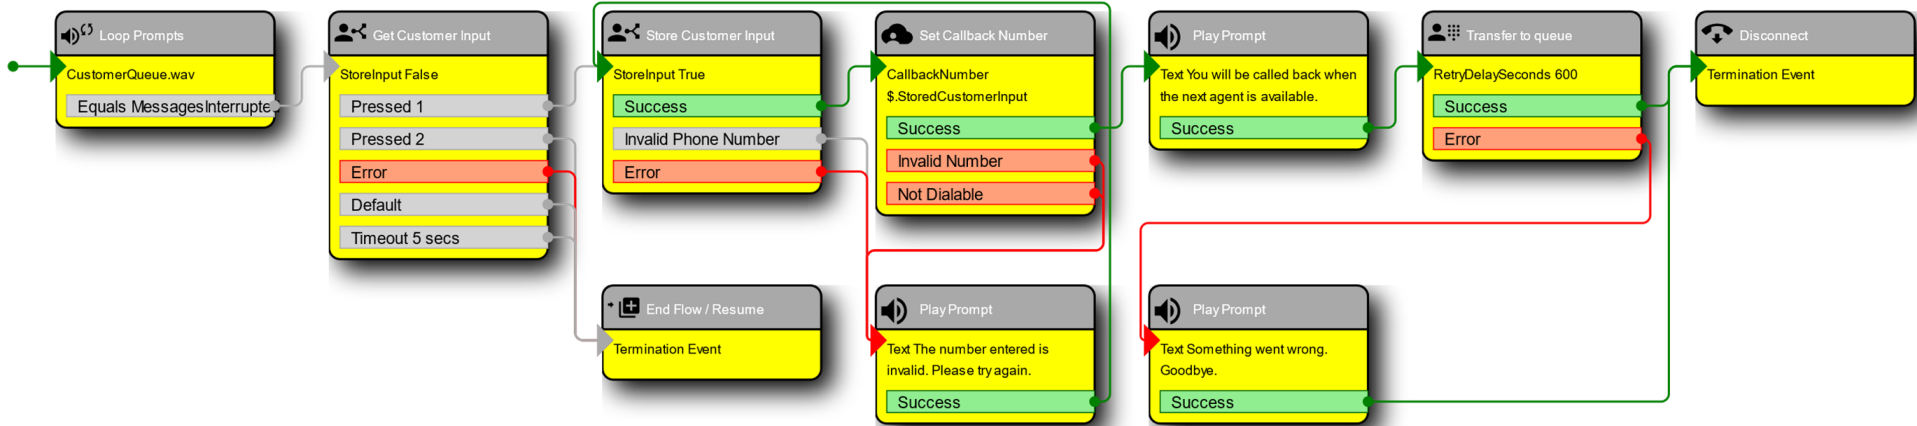 Loop Prompts
CustomerQueue.wav
Equals MessagesInterrupte
Get Customer Input
StoreInput False
Pressed 1
Pressed 2
Error
Default
Timeout 5 secs
Store Customer Input
StoreInput True
Success
Invalid Phone Number
Error
Set Callback Number
CallbackNumber
$.StoredCustomerInput
Success
Invalid Number
Not Dialable
Play Prompt
Text You will be called back when
the next agent is available.
Success
Transfer to queue
RetryDelaySeconds 600
Success
Error
Disconnect
Termination Event
End Flow / Resume
Termination Event
Play Prompt
Text The number entered is
invalid. Please try again.
Success
Play Prompt
Text Something went wrong.
Goodbye.
Success